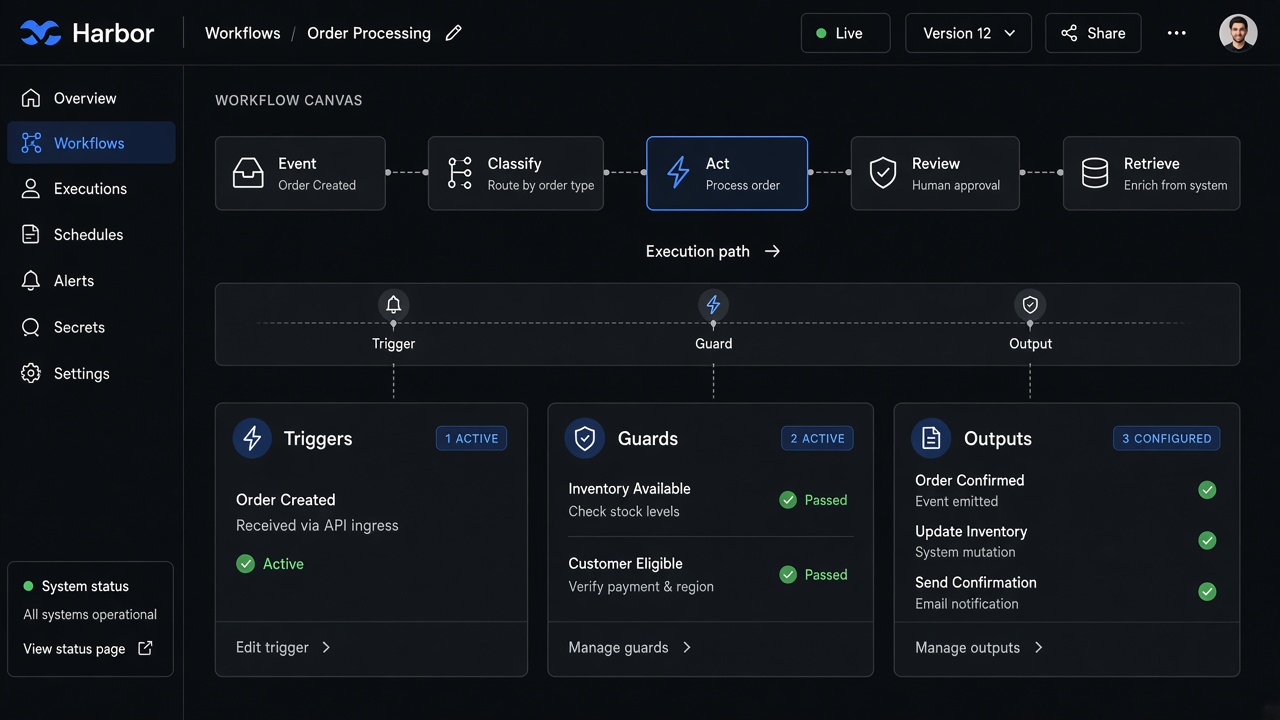 Harbor
Workflows / Order Processing
Live
Version 12
Share
Overview
Workflows
Executions
Schedules
Alerts
Secrets
Settings
System status
All systems operational
View status page
WORKFLOW CANVAS
Event
Order Created
Classify
Route by order type
Act
Process order
Review
Human approval
Retrieve
Enrich from system
Execution path →
Trigger
Guard
Output
Triggers
1 ACTIVE
Order Created
Received via API ingress
Active
Edit trigger
Guards
2 ACTIVE
Inventory Available
Check stock levels
Passed
Customer Eligible
Verify payment & region
Passed
Manage guards
Outputs
3 CONFIGURED
Order Confirmed
Event emitted
Update Inventory
System mutation
Send Confirmation
Email notification
Manage outputs